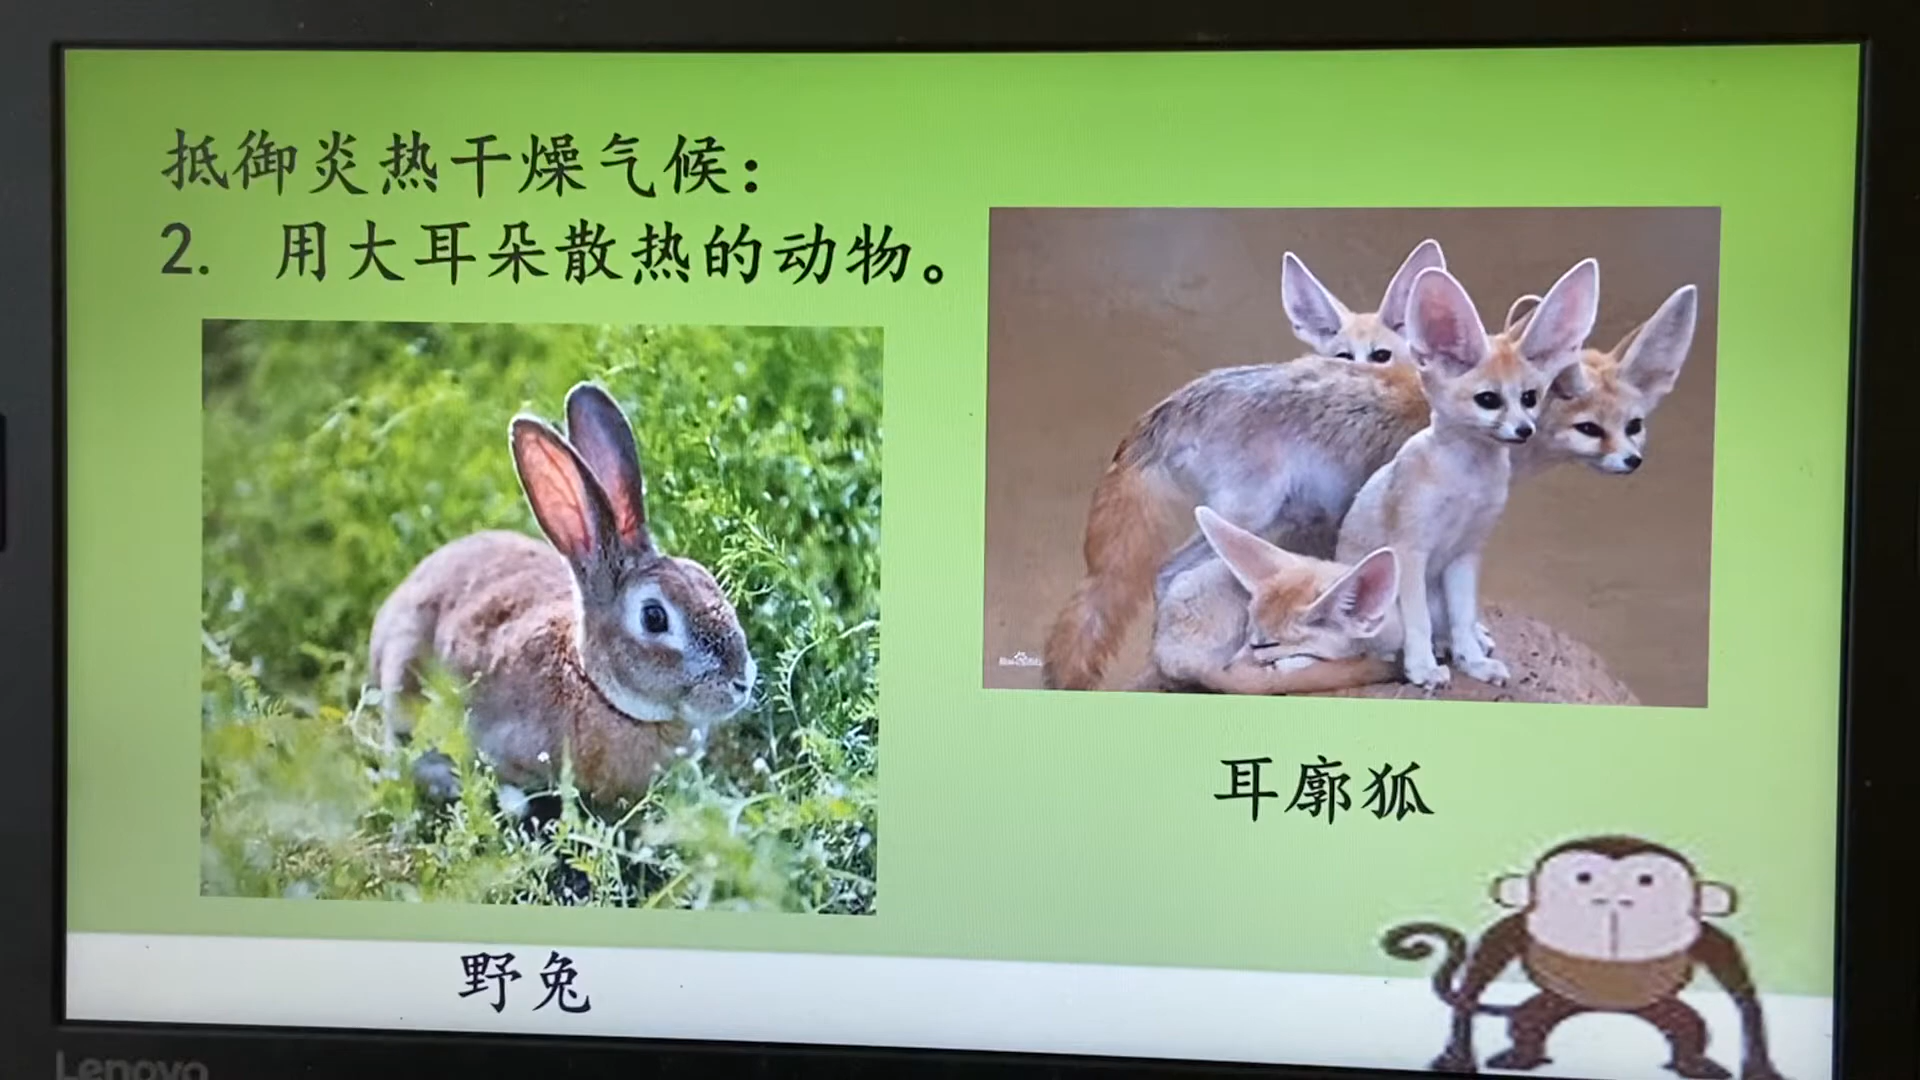 抵御炎热干燥气候：
2. 用大耳朵散热的动物。
耳廓狐
野兔
Lenovo